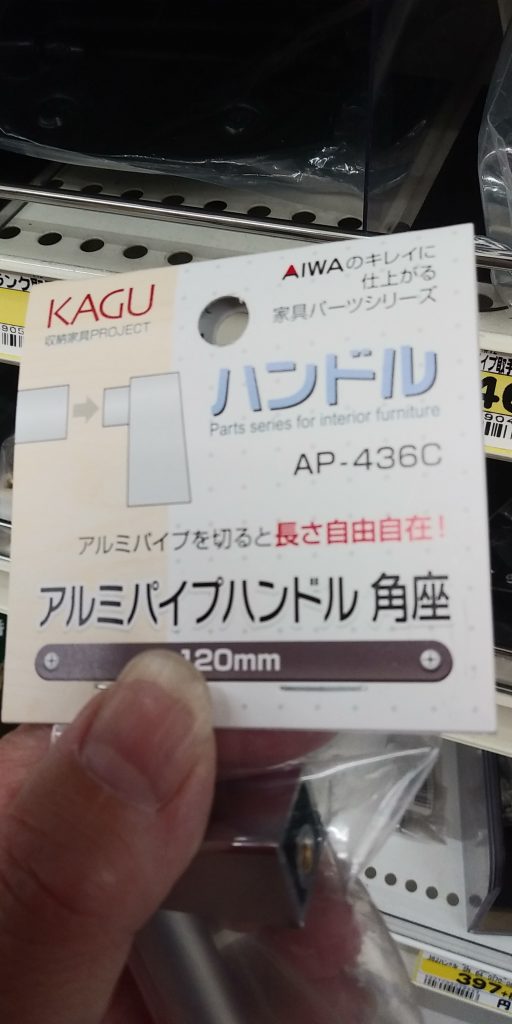 KAGU
収納家具PROJECT
AIWAのキレイに
仕上がる
家具パーツシリーズ
ハンドル
Parts series for interior furniture
AP-436C
アルミパイプを切ると長さ自由自在!
アルミパイプハンドル 角座
120mm
397
円